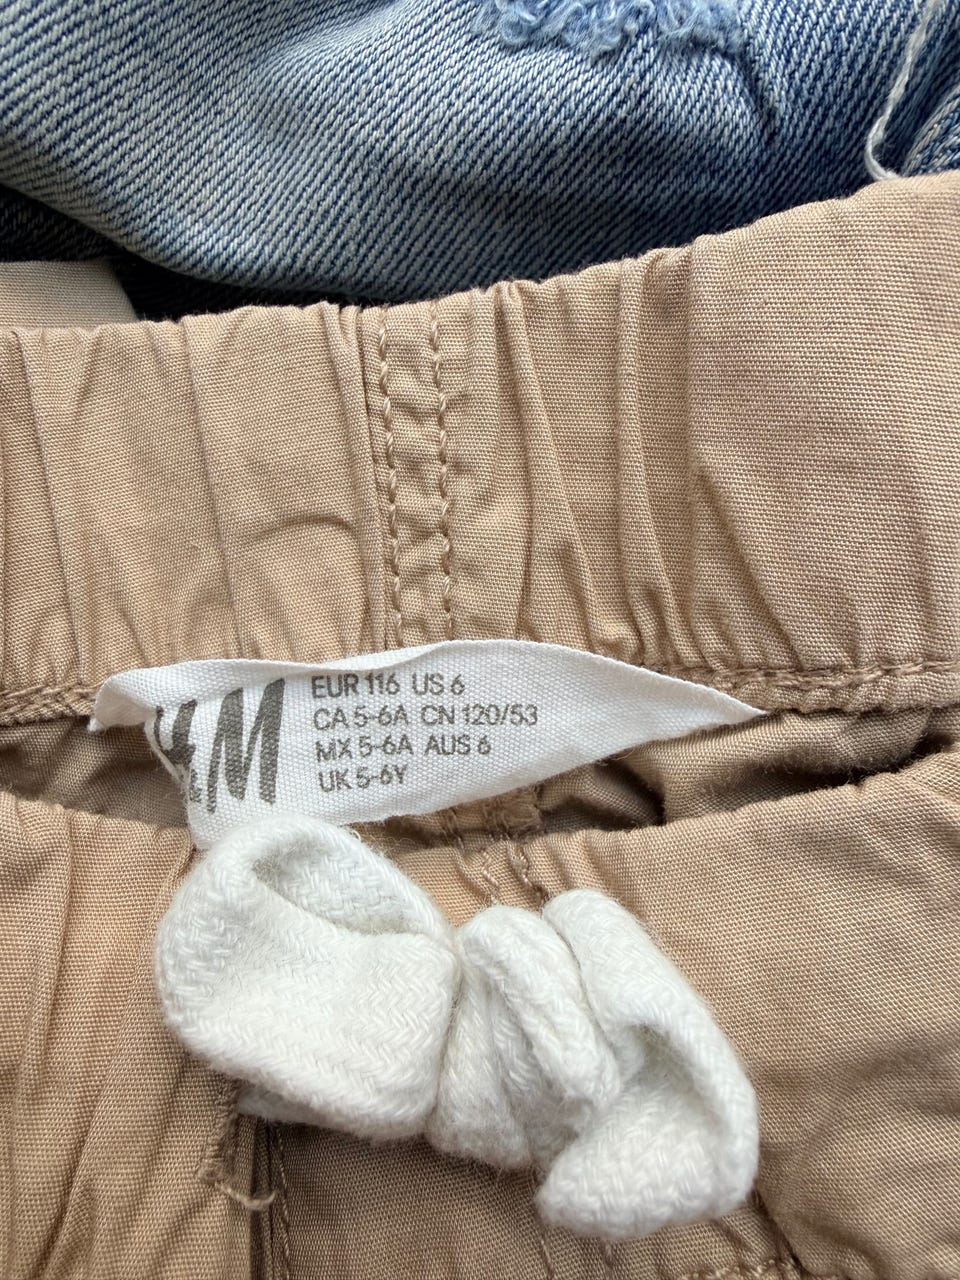 H&M
EUR 116 US 6
CA 5-6A CN 120/53
MX 5-6A AUS 6
UK 5-6Y